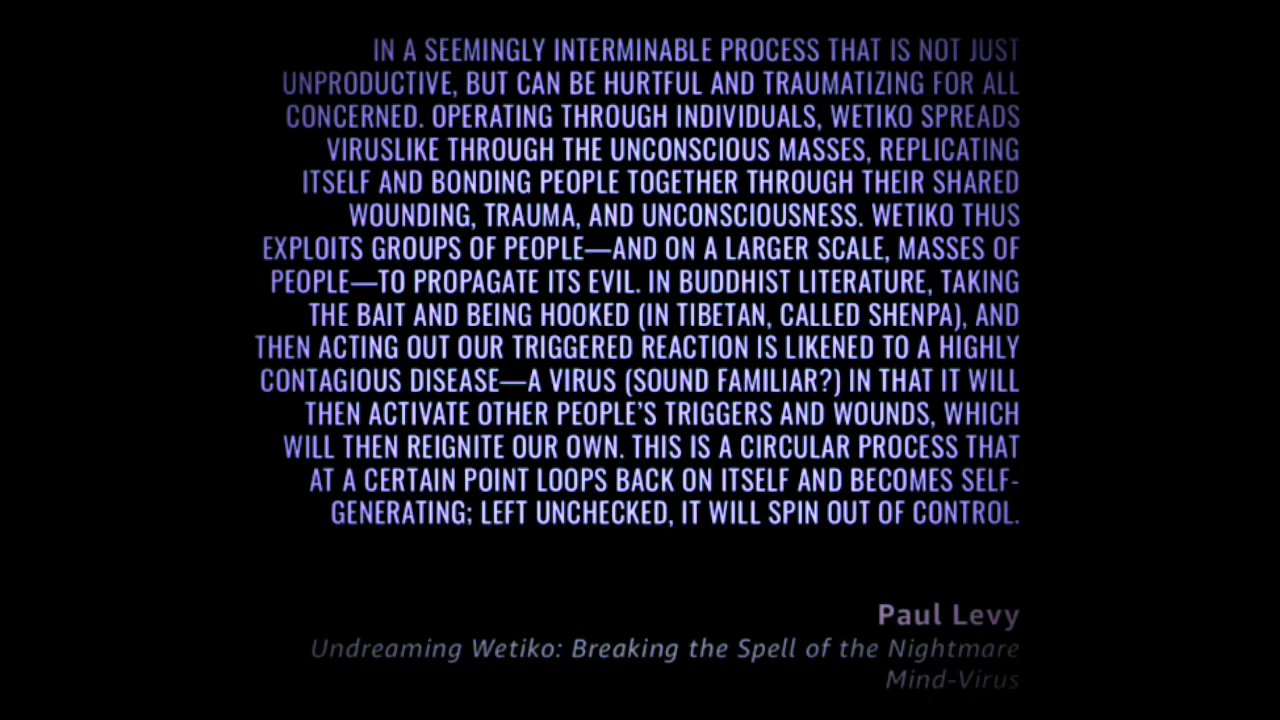 IN A SEEMINGLY INTERMINABLE PROCESS THAT IS NOT JUST
UNPRODUCTIVE, BUT CAN BE HURTFUL AND TRAUMATIZING FOR ALL
CONCERNED. OPERATING THROUGH INDIVIDUALS, WETIKO SPREADS
VIRUSLIKE THROUGH THE UNCONSCIOUS MASSES, REPLICATING
ITSELF AND BONDING PEOPLE TOGETHER THROUGH THEIR SHARED
WOUNDING, TRAUMA, AND UNCONSCIOUSNESS. WETIKO THUS
EXPLOITS GROUPS OF PEOPLE—AND ON A LARGER SCALE, MASSES OF
PEOPLE—TO PROPAGATE ITS EVIL. IN BUDDHIST LITERATURE, TAKING
THE BAIT AND BEING HOOKED (IN TIBETAN, CALLED SHENPA), AND
THEN ACTING OUT OUR TRIGGERED REACTION IS LIKENED TO A HIGHLY
CONTAGIOUS DISEASE—A VIRUS (SOUND FAMILIAR?) IN THAT IT WILL
THEN ACTIVATE OTHER PEOPLE’S TRIGGERS AND WOUNDS, WHICH
WILL THEN REIGNITE OUR OWN. THIS IS A CIRCULAR PROCESS THAT
AT A CERTAIN POINT LOOPS BACK ON ITSELF AND BECOMES SELF-
GENERATING; LEFT UNCHECKED, IT WILL SPIN OUT OF CONTROL.
Paul Levy
Undreaming Wetiko: Breaking the Spell of the Nightmare
Mind-Virus